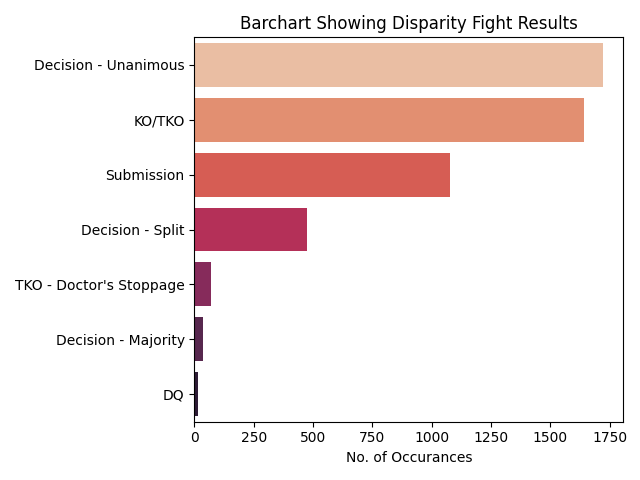 Barchart Showing Disparity Fight Results
Decision - Unanimous
KO/TKO
Submission
Decision - Split
TKO - Doctor's Stoppage
Decision - Majority
DQ
0 250 500 750 1000 1250 1500 1750
No. of Occurances